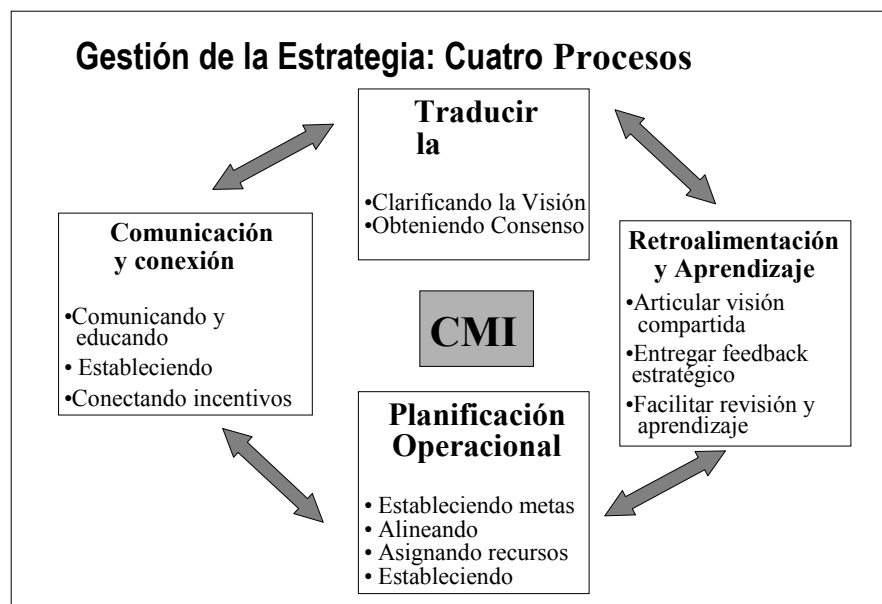 Gestión de la Estrategia: Cuatro Procesos
Traducir
la
•Clarificando la Visión
•Obteniendo Consenso
Comunicación
y conexión
•Comunicando y
educando
• Estableciendo
•Conectando incentivos
CMI
Retroalimentación
y Aprendizaje
•Articular visión
compartida
•Entregar feedback
estratégico
•Facilitar revisión y
aprendizaje
Planificación
Operacional
• Estableciendo metas
• Alineando
• Asignando recursos
• Estableciendo